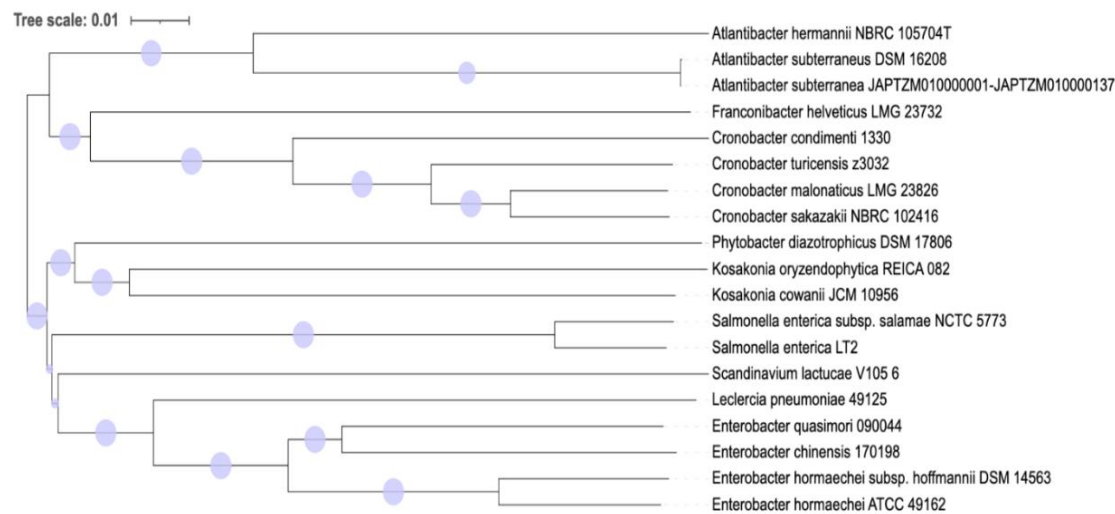 Tree scale: 0.01
Atlantibacter hermannii NBRC 105704T
Atlantibacter subterraneus DSM 16208
Atlantibacter subterranea JAPTZM010000001-JAPTZM010000137
Franconibacter helveticus LMG 23732
Cronobacter condimenti 1330
Cronobacter turicensis z3032
Cronobacter malonaticus LMG 23826
Cronobacter sakazakii NBRC 102416
Phytobacter diazotrophicus DSM 17806
Kosakonia oryzendophytica REICA 082
Kosakonia cowanii JCM 10956
Salmonella enterica subsp. salamae NCTC 5773
Salmonella enterica LT2
Scandinavium lactucae V105 6
Leclercia pneumoniae 49125
Enterobacter quasimori 090044
Enterobacter chinensis 170198
Enterobacter hormaechei subsp. hoffmannii DSM 14563
Enterobacter hormaechei ATCC 49162